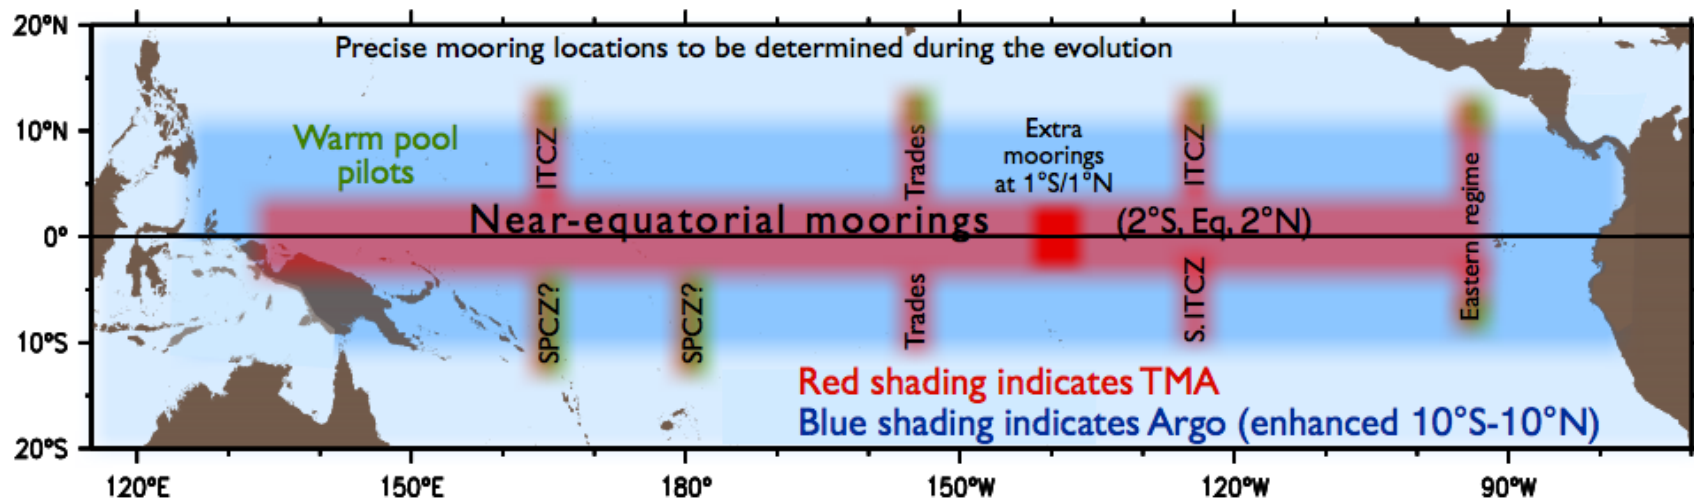 20°N
Precise mooring locations to be determined during the evolution
10°N
Warm pool
pilots
ITCZ
Trades
Extra
moorings
at 1°S/1°N
ITCZ
Eastern regime
Near-equatorial moorings
(2°S, Eq, 2°N)
0°
SPCZ?
SPCZ?
Trades
S. ITCZ
10°S
Red shading indicates TMA
Blue shading indicates Argo (enhanced 10°S-10°N)
20°S
120°E
150°E
180°
150°W
120°W
90°W